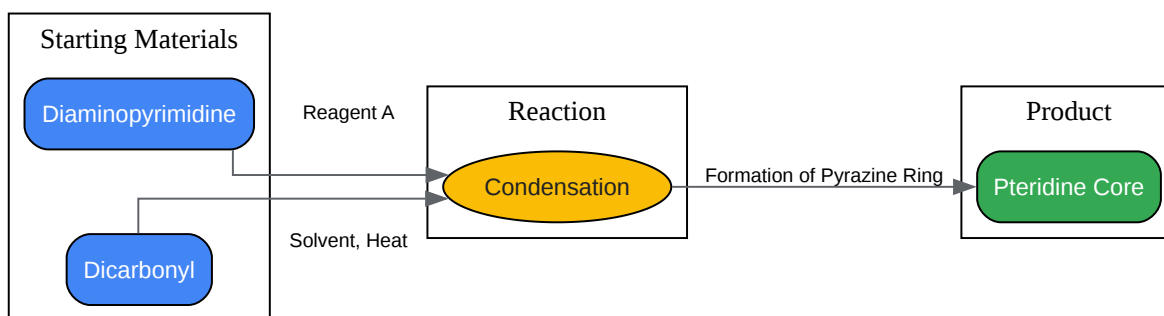 Starting Materials
Diaminopyrimidine
Dicarbonyl
Reagent A
Solvent, Heat
Reaction
Condensation
Formation of Pyrazine Ring
Product
Pteridine Core